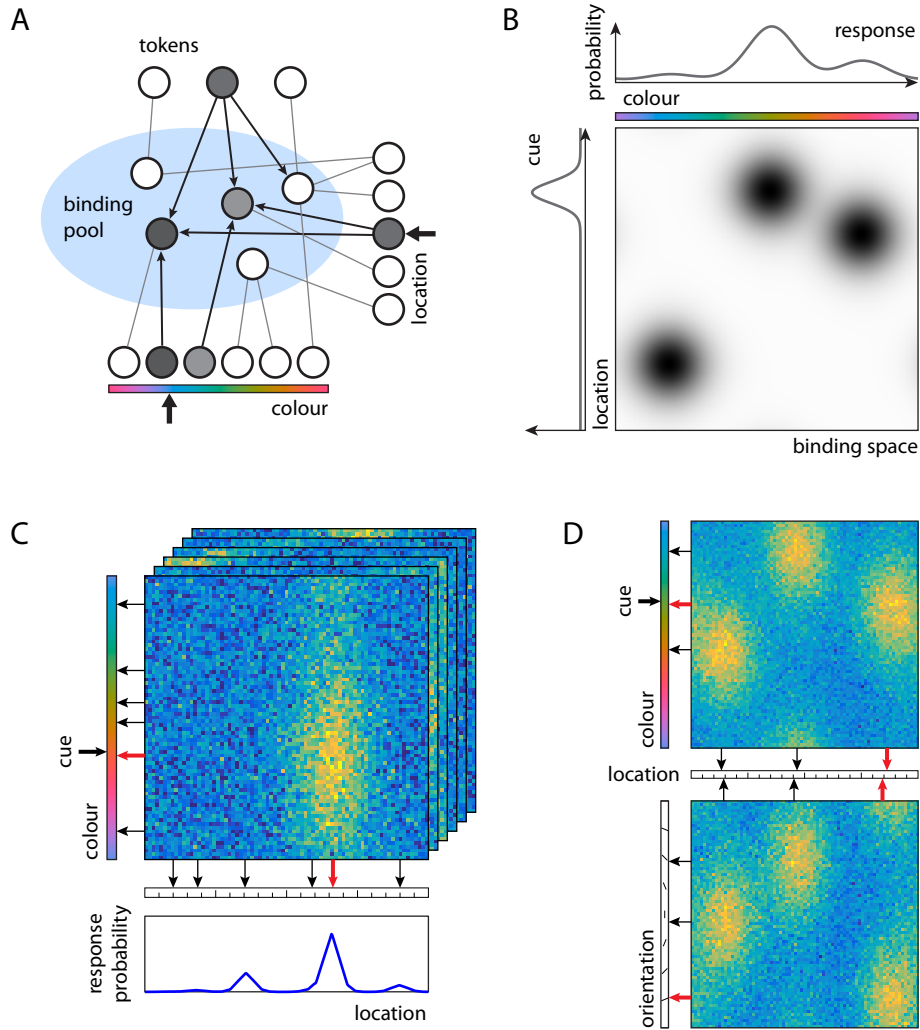 A
tokens
binding
pool
location
colour
B
probability
response
colour
cue
location
binding space
C
cue
colour
response
probability
location
D
cue
colour
location
orientation